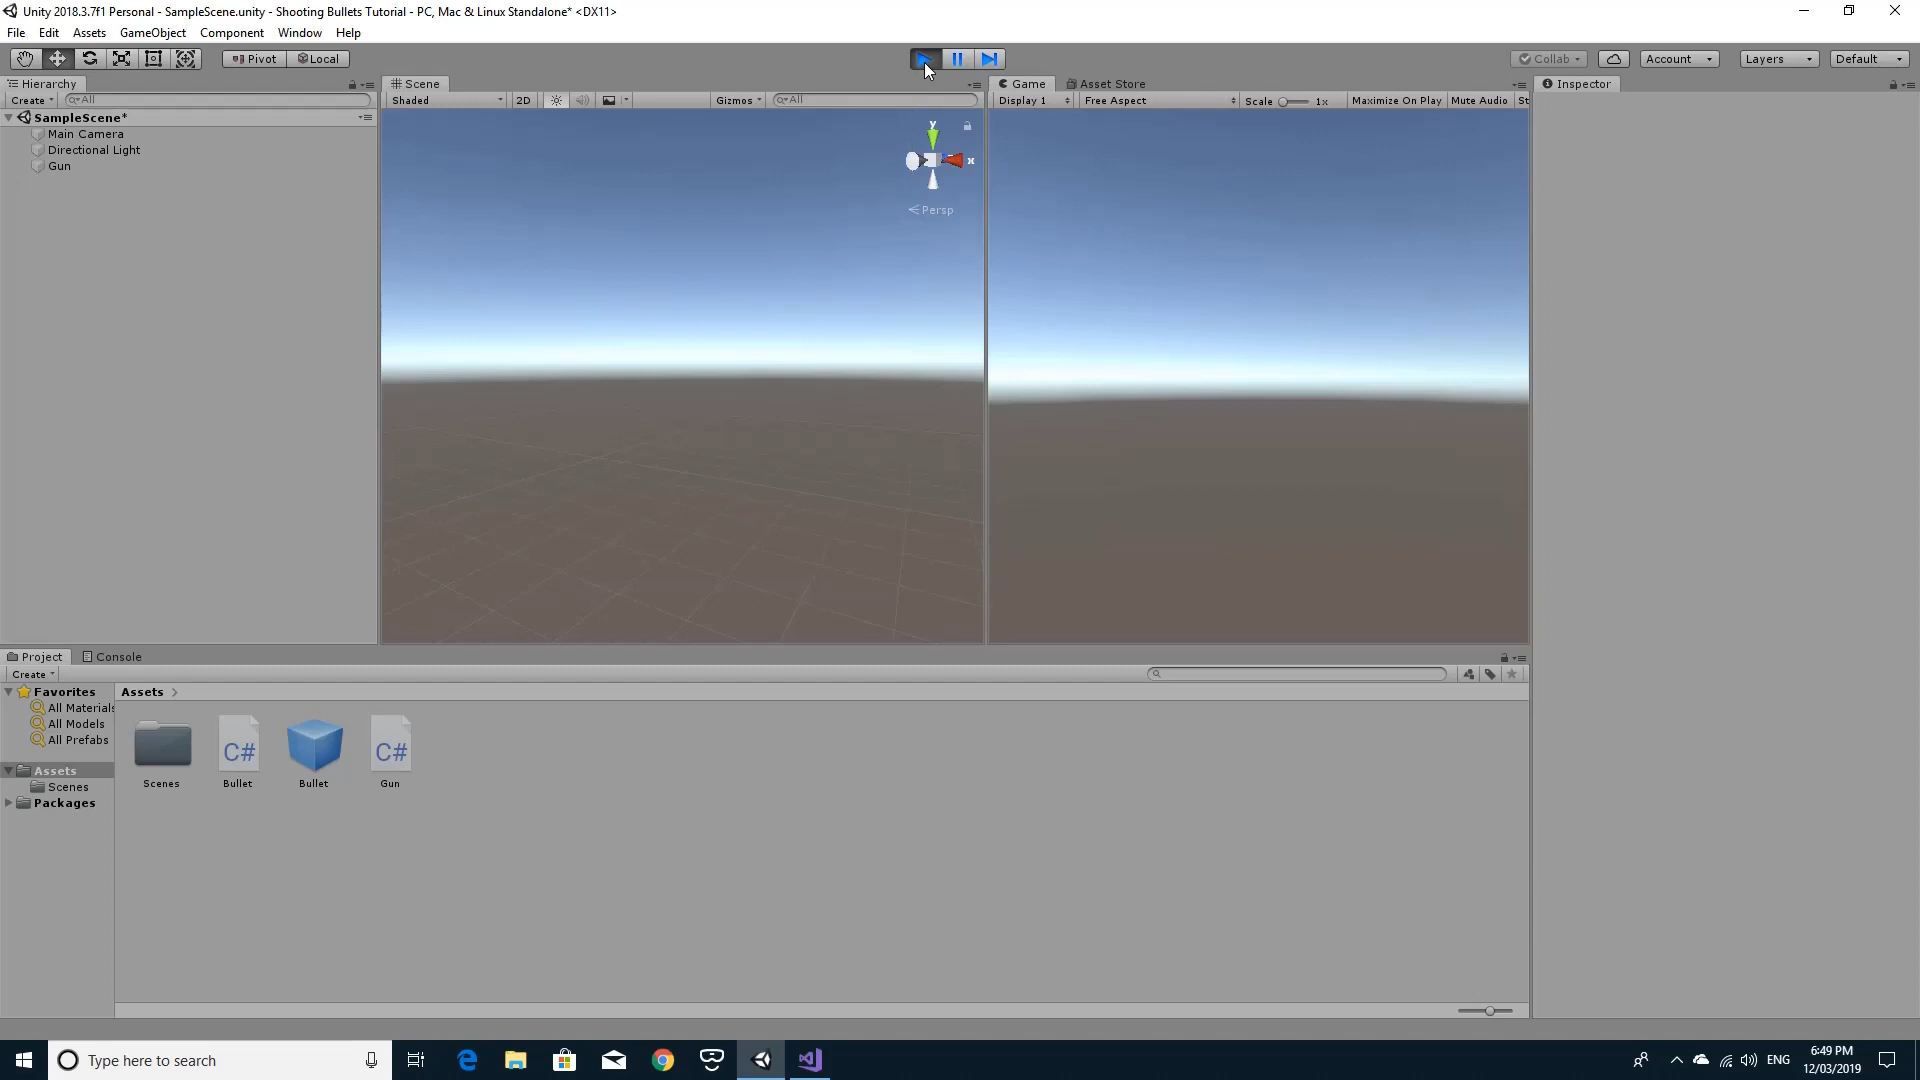 Unity 2018.3.7f1 Personal - SampleScene.unity - Shooting Bullets Tutorial - PC, Mac & Linux Standalone* <DX11>
File Edit Assets GameObject Component Window Help
Pivot Local Collab Account Layers Default
Hierarchy Scene Game Asset Store Inspector
Create All Shaded 2D Gizmos All Display 1 Free Aspect Scale 1x Maximize On Play Mute Audio St
SampleScene*
Main Camera
Directional Light
Gun
y
x
Persp
Project Console
Create
Favorites Assets
All Materials
All Models
All Prefabs
Assets
Scenes
Packages
C# C#
Scenes Bullet Bullet Gun
Type here to search
ENG
6:49 PM
12/03/2019